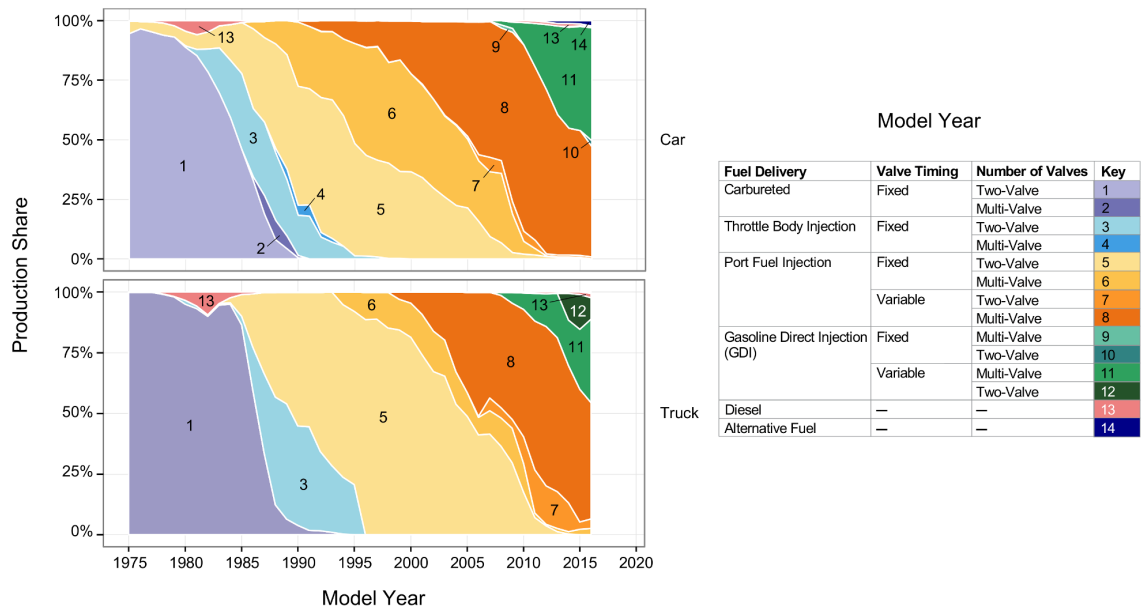 100%
75%
50%
25%
0%
13
9
13
14
11
6
8
3
1
10
7
4
5
2
Car
100%
75%
50%
25%
0%
13
6
13
12
11
8
5
1
3
7
Truck
Production Share
1975 1980 1985 1990 1995 2000 2005 2010 2015 2020
Model Year
Model Year
Fuel Delivery Valve Timing Number of Valves Key
Carbureted Fixed Two-Valve 1
Multi-Valve 2
Throttle Body Injection Fixed Two-Valve 3
Multi-Valve 4
Port Fuel Injection Fixed Two-Valve 5
Multi-Valve 6
Variable Two-Valve 7
Multi-Valve 8
Gasoline Direct Injection Fixed Multi-Valve 9
(GDI) Two-Valve 10
Variable Multi-Valve 11
Two-Valve 12
Diesel — — 13
Alternative Fuel — — 14